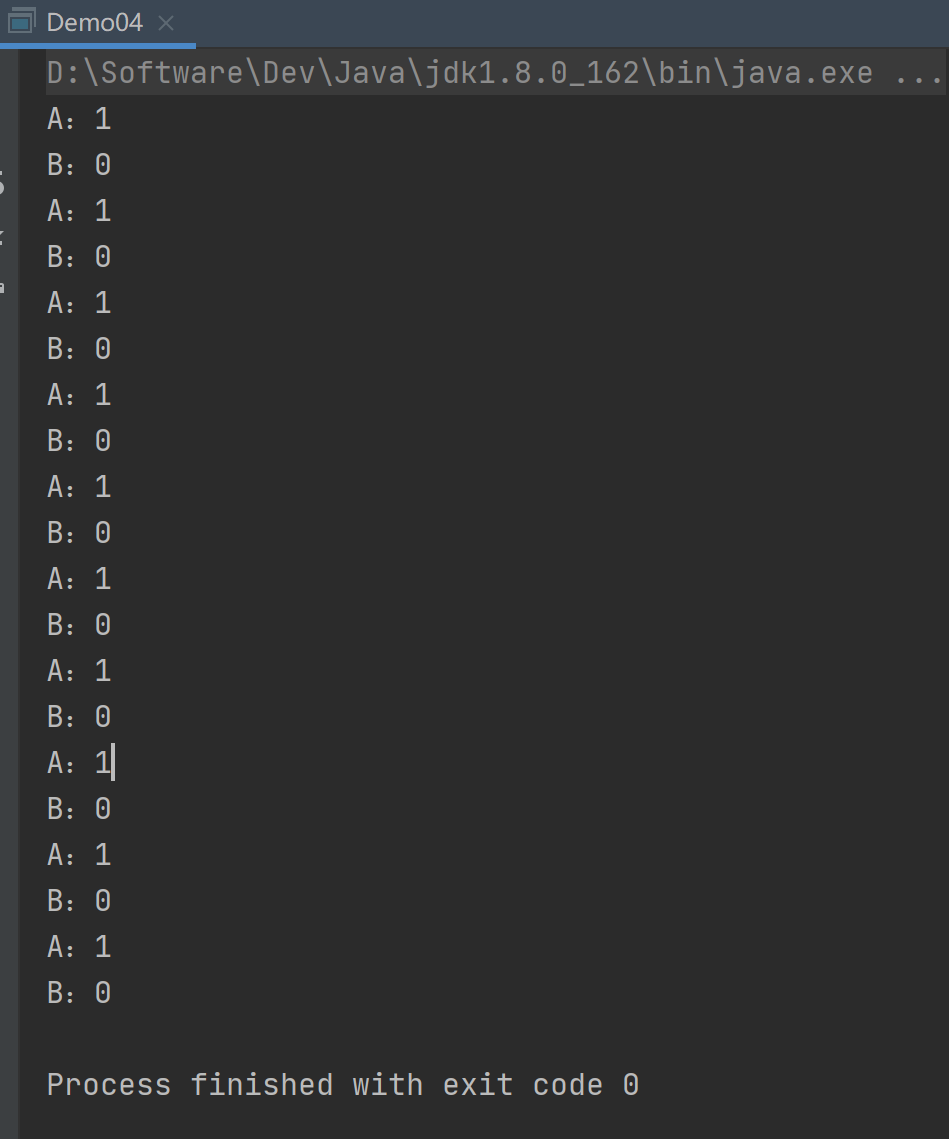 Demo04
D:\Software\Dev\Java\jdk1.8.0_162\bin\java.exe ...
A：1
B：0
A：1
B：0
A：1
B：0
A：1
B：0
A：1
B：0
A：1
B：0
A：1
B：0
A：1
B：0
A：1
B：0
A：1
B：0
Process finished with exit code 0